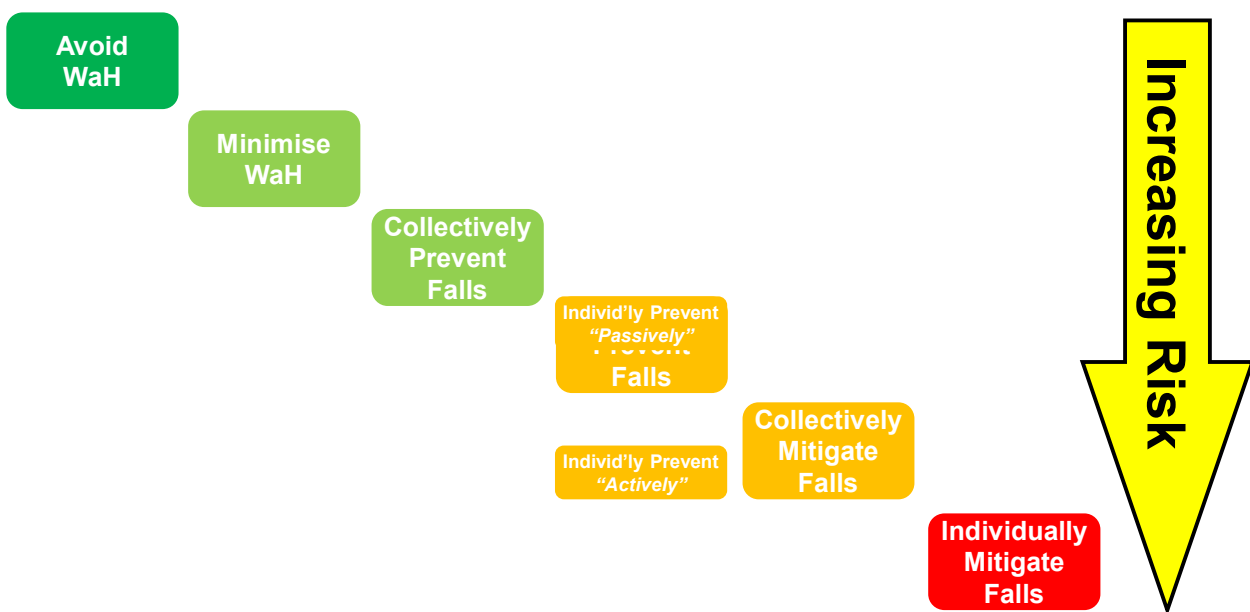 Avoid
WaH
Minimise
WaH
Collectively
Prevent
Falls
Individ'ly Prevent
“Passively”
Prevent
Falls
Individ'ly Prevent
“Actively”
Collectively
Mitigate
Falls
Individually
Mitigate
Falls
Increasing Risk